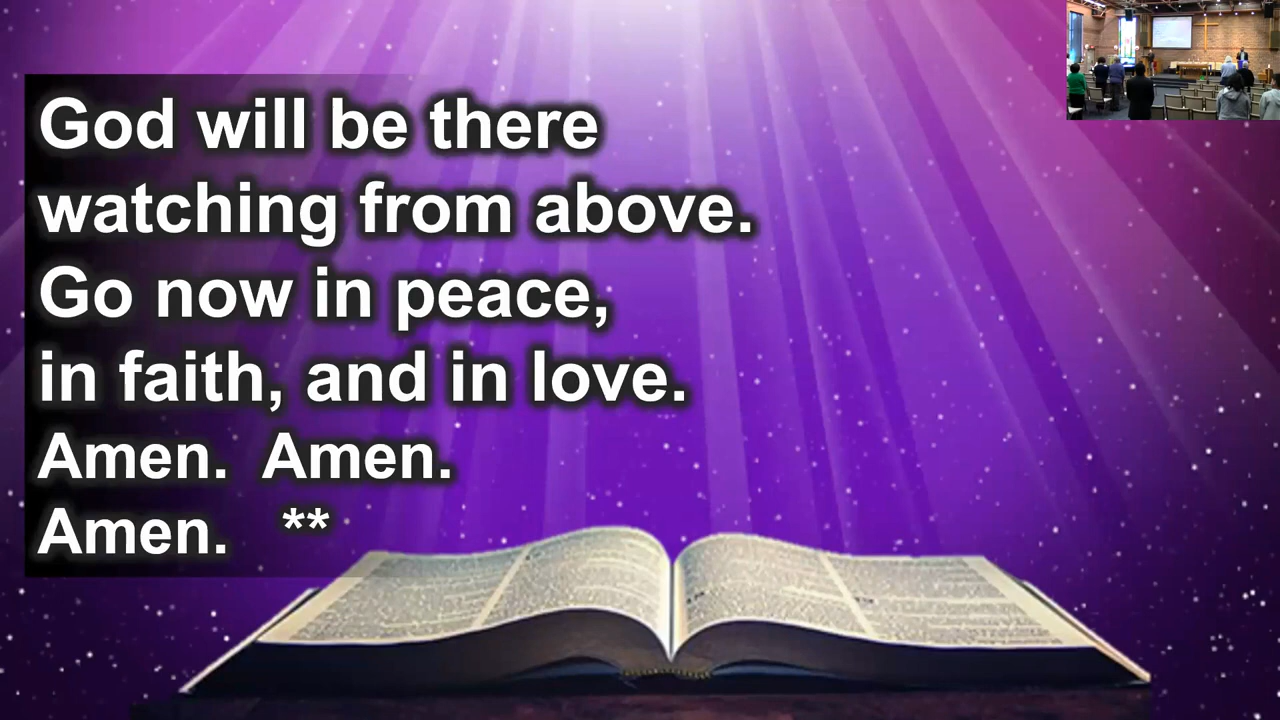 God will be there
watching from above.
Go now in peace,
in faith, and in love.
Amen.  Amen.
Amen.   **